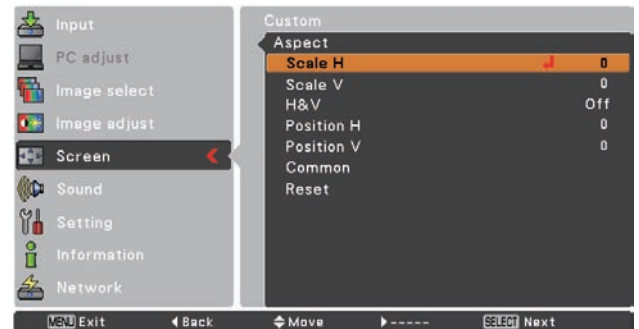 Input
PC adjust
Image select
Image adjust
Screen
Sound
Setting
Information
Network
Custom
Aspect
Scale H 0
Scale V 0
H&V Off
Position H 0
Position V 0
Common
Reset
MENU Exit ◀Back Move ▶----- SELECT Next